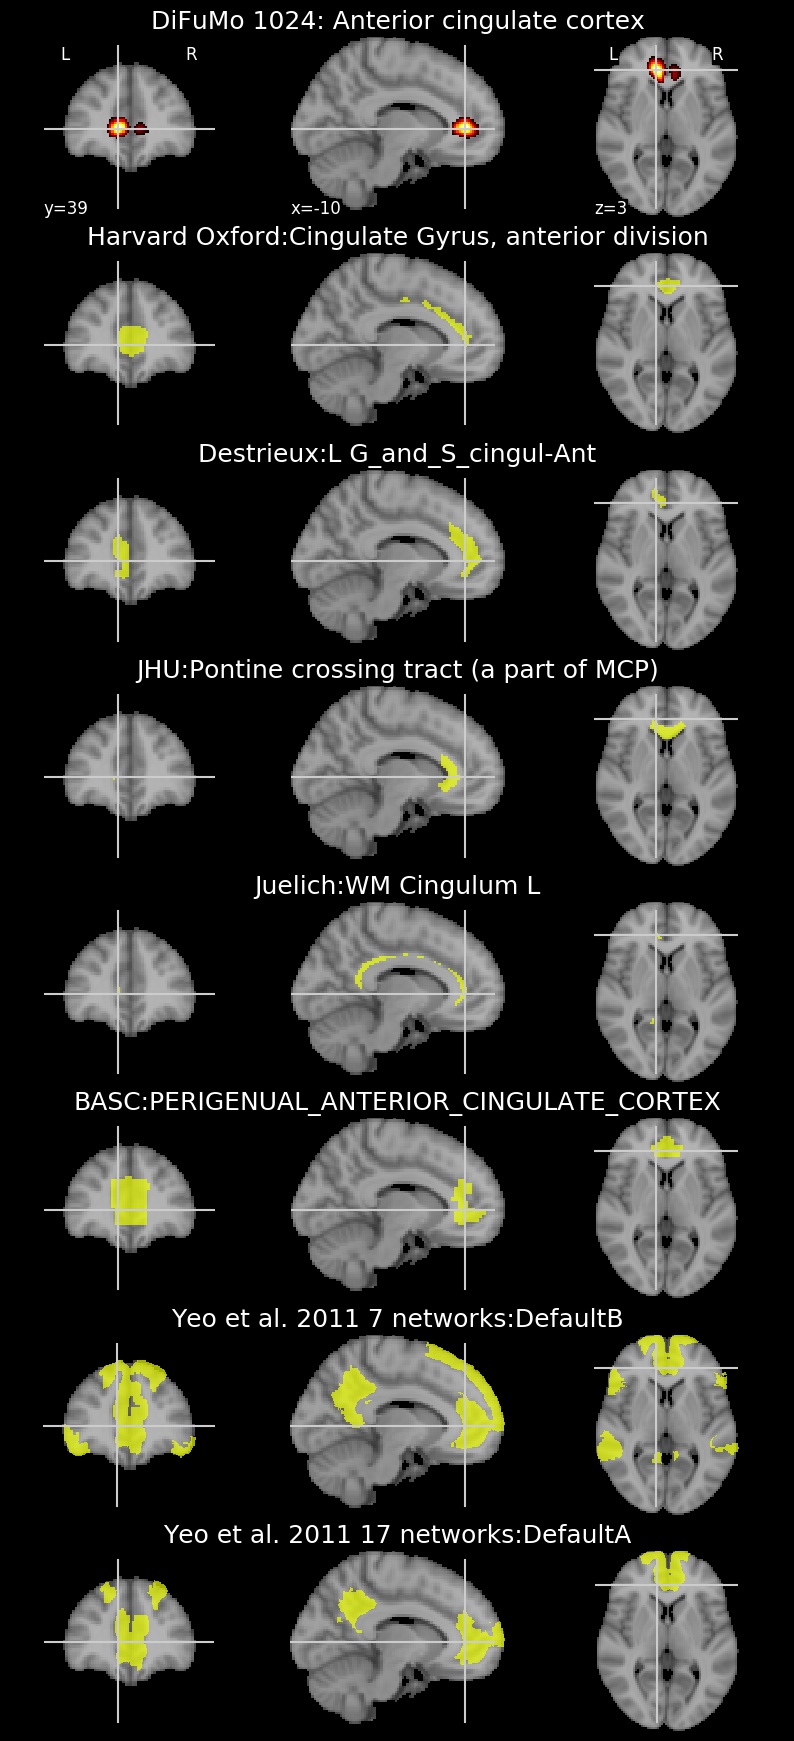 DiFuMo 1024: Anterior cingulate cortex
L R L R
y=39 x=-10 z=3
Harvard Oxford:Cingulate Gyrus, anterior division
Destrieux:L G_and_S_cingul-Ant
JHU:Pontine crossing tract (a part of MCP)
Juelich:WM Cingulum L
BASC:PERIGENUAL_ANTERIOR_CINGULATE_CORTEX
Yeo et al. 2011 7 networks:DefaultB
Yeo et al. 2011 17 networks:DefaultA